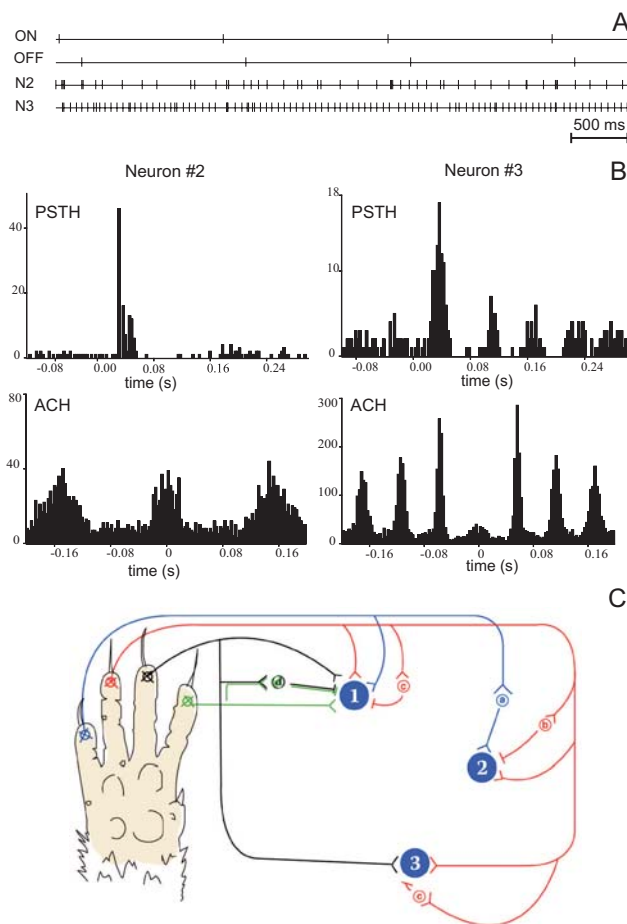 A
ON
OFF
N2
N3
500 ms
B
Neuron #2
Neuron #3
PSTH
40
20
0
-0.08 0.00 0.08 0.16 0.24
time (s)
PSTH
18
10
0
-0.08 0.00 0.08 0.16 0.24
time (s)
ACH
80
40
0
-0.16 -0.08 0 0.08 0.16
time (s)
ACH
300
200
100
0
-0.16 -0.08 0 0.08 0.16
time (s)
C
d
1
c
a
b
2
3
c